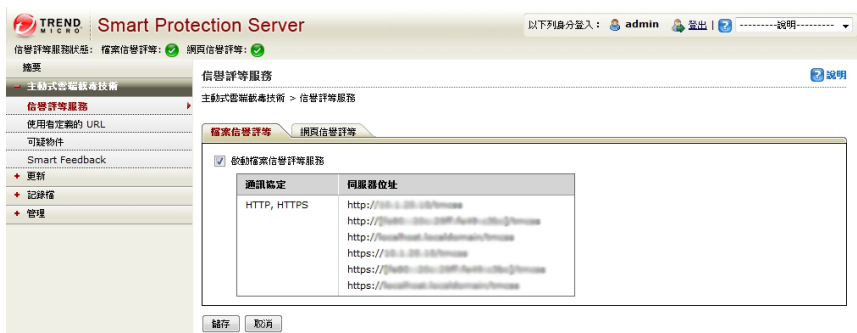 TREND MICRO Smart Protection Server 以下列身分登入: admin 登出 | ---------說明---------
信譽評等服務狀態: 檔案信譽評等: 網頁信譽評等:
摘要
主動式雲端截毒技術
信譽評等服務
使用者定義的 URL
可疑物件
Smart Feedback
更新
記錄檔
管理
信譽評等服務 說明
主動式雲端截毒技術 > 信譽評等服務
檔案信譽評等 網頁信譽評等
啟動檔案信譽評等服務
通訊協定 伺服器位址
HTTP, HTTPS http://
http://
http://
https://
https://
https://
儲存 取消